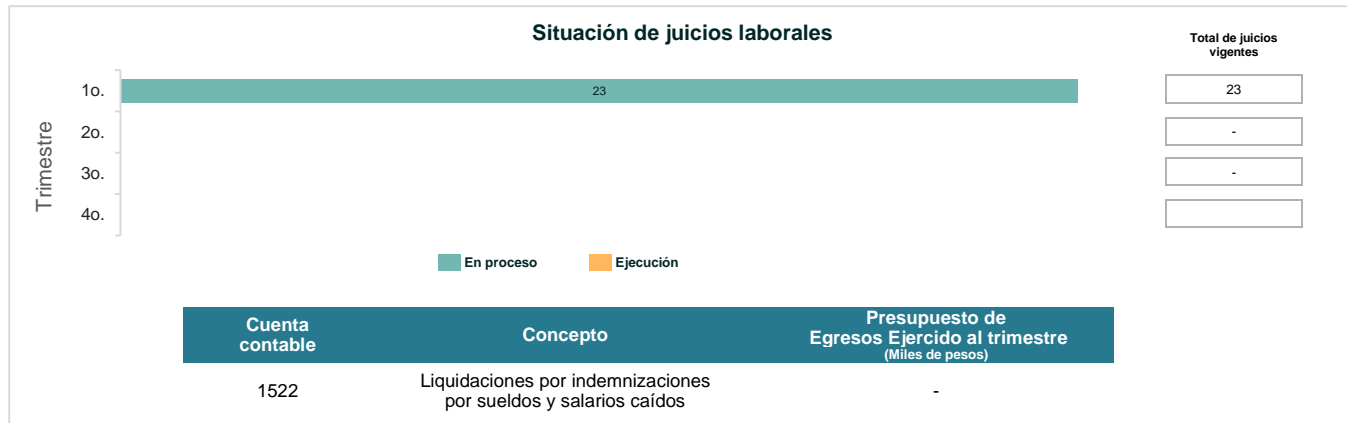 Situación de juicios laborales
Total de juicios
vigentes
Trimestre
1o.
23
23
2o.
-
3o.
-
4o.
En proceso
Ejecución
Cuenta
contable
Concepto
Presupuesto de
Egresos Ejercido al trimestre
(Miles de pesos)
1522
Liquidaciones por indemnizaciones
por sueldos y salarios caídos
-